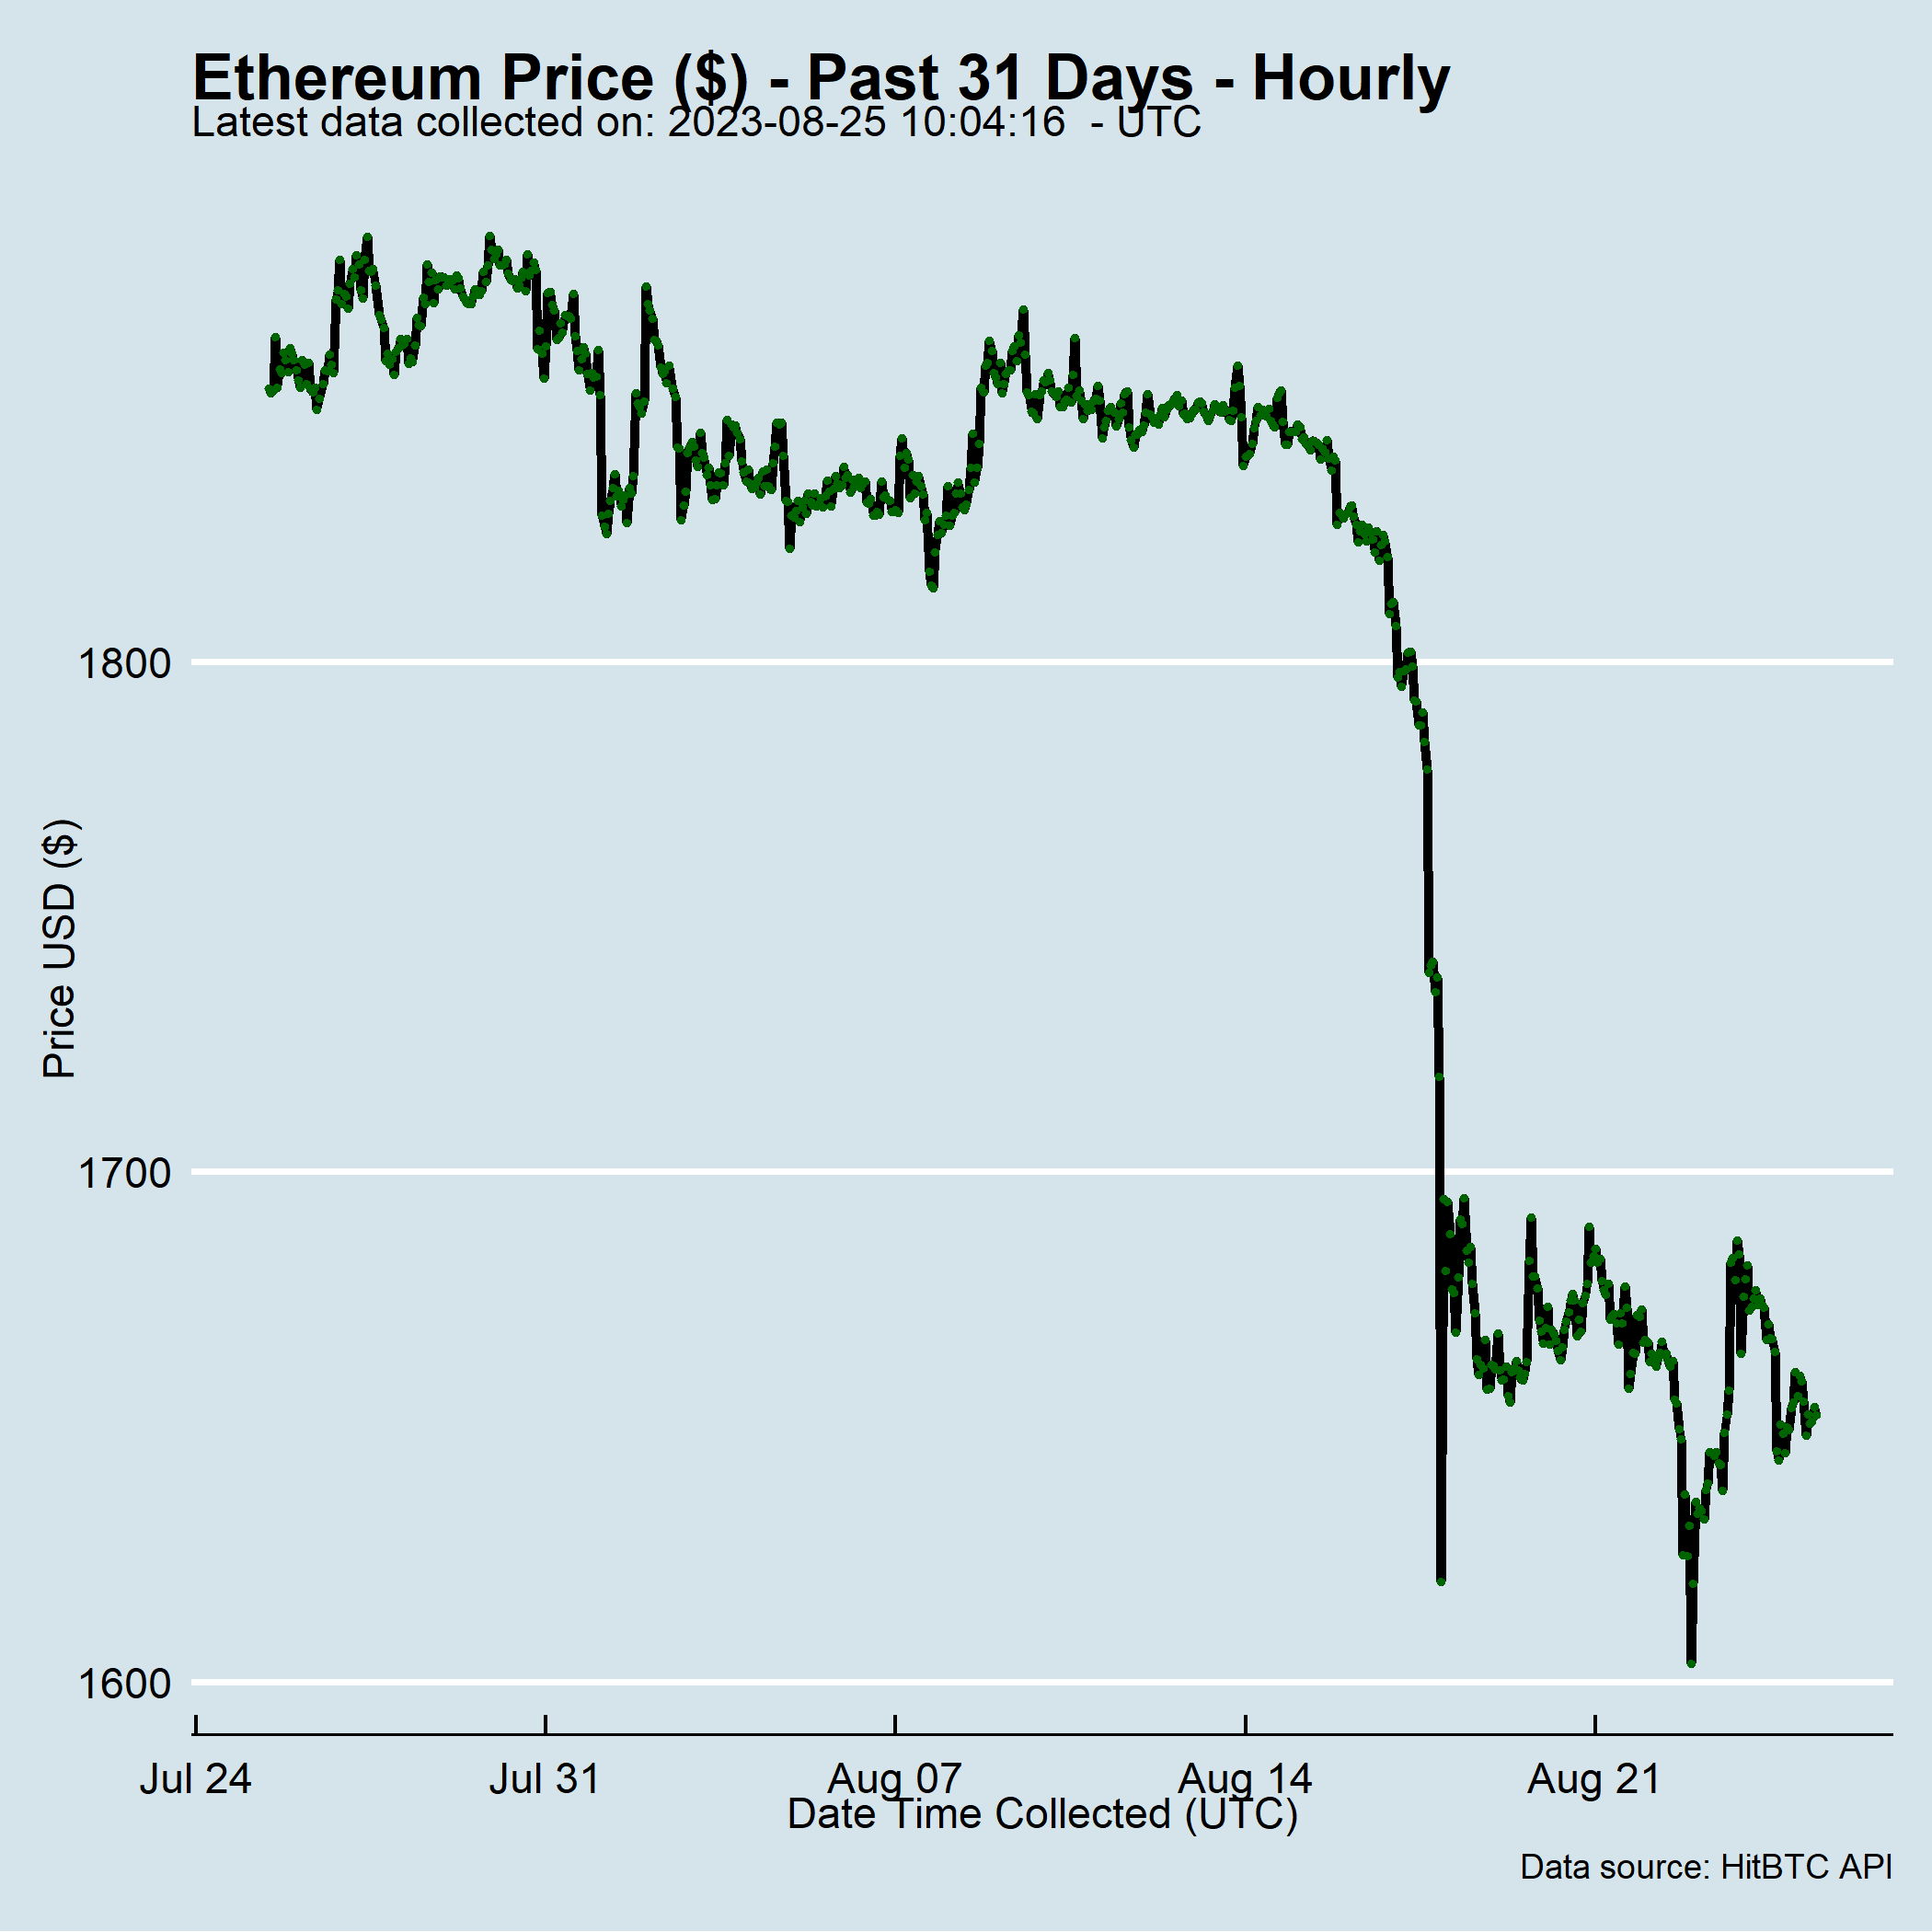 Ethereum Price ($) - Past 31 Days - Hourly
Latest data collected on: 2023-08-25 10:04:16  - UTC
Price USD ($)
1800
1700
1600
Jul 24
Jul 31
Aug 07
Aug 14
Aug 21
Date Time Collected (UTC)
Data source: HitBTC API